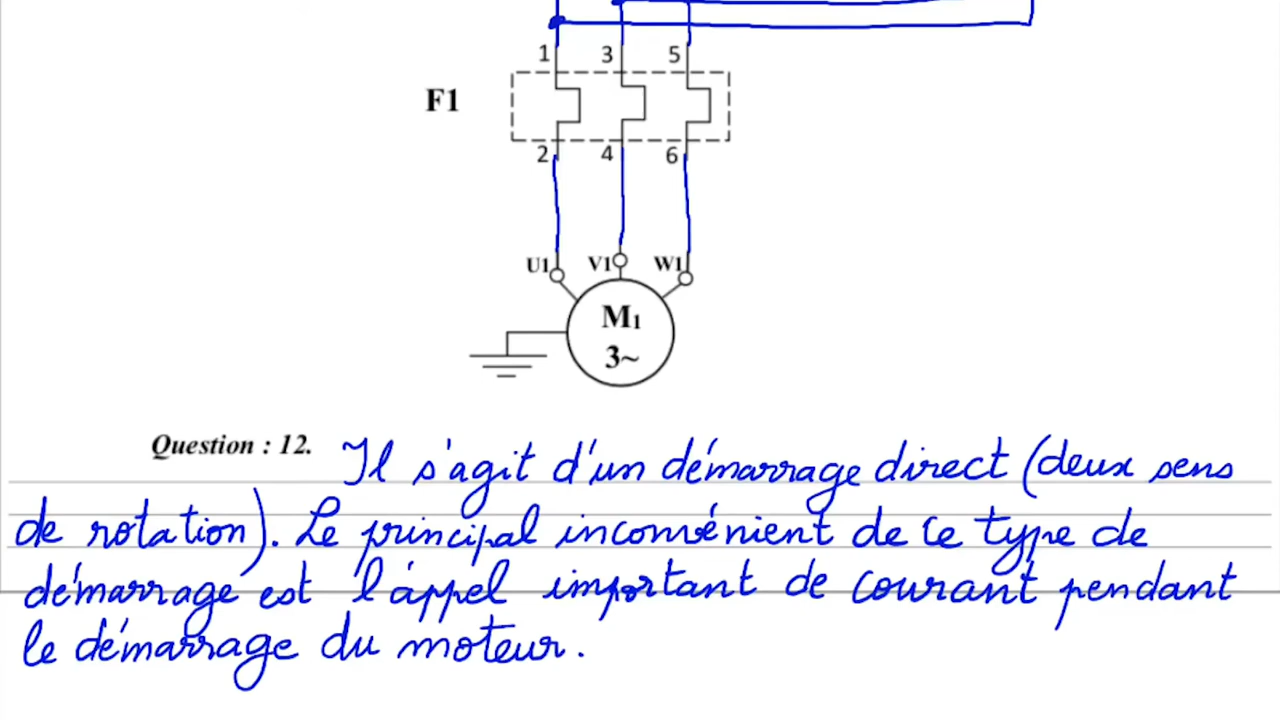 1 3 5
F1
2 4 6
U1 V1 W1
M1
3~
Question : 12. Il s'agit d'un démarrage direct (deux sens
de rotation). Le principal inconvénient de ce type de
démarrage est l'appel important de courant pendant
le démarrage du moteur.